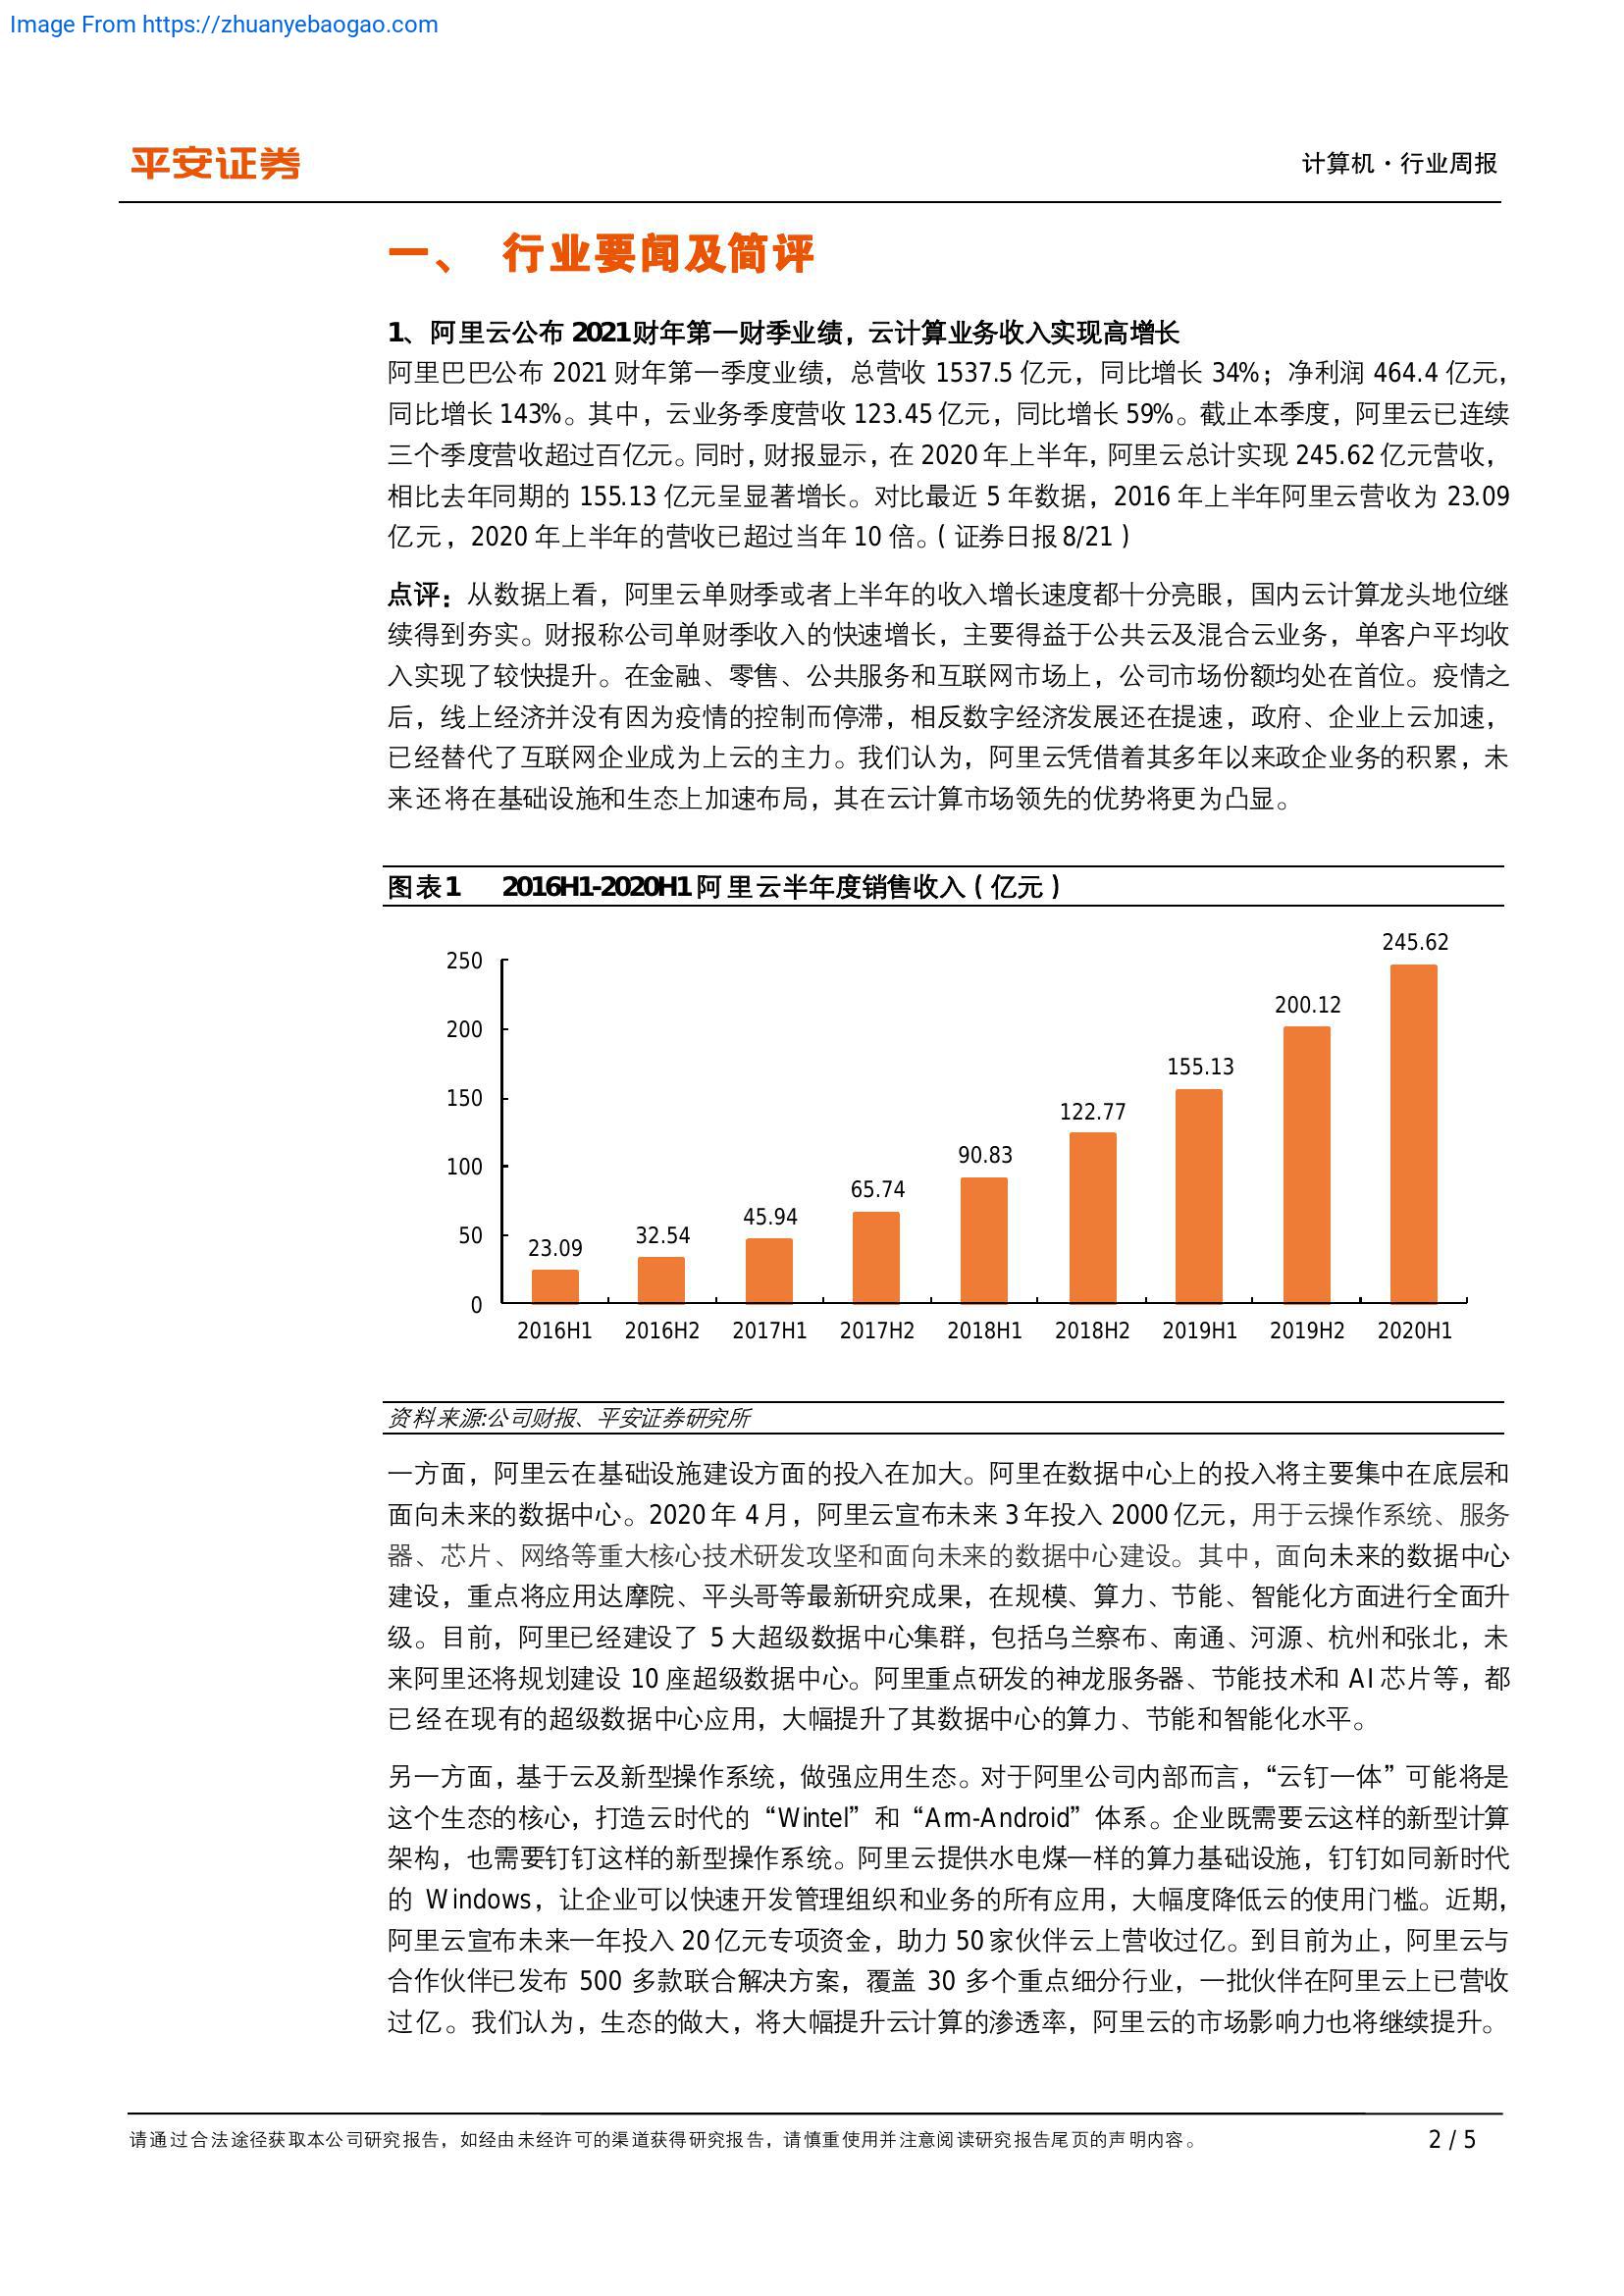 Image From https://zhuanyebaogao.com
平安证券
计算机·行业周报
一、 行业要闻及简评
1、阿里云公布 2021 财年第一财季业绩，云计算业务收入实现高增长
阿里巴巴公布 2021 财年第一季度业绩，总营收 1537.5 亿元，同比增长 34%；净利润 464.4 亿元，
同比增长 143%。其中，云业务季度营收 123.45 亿元，同比增长 59%。截止本季度，阿里云已连续
三个季度营收超过百亿元。同时，财报显示，在 2020 年上半年，阿里云总计实现 245.62 亿元营收，
相比去年同期的 155.13 亿元呈显著增长。对比最近 5 年数据，2016 年上半年阿里云营收为 23.09
亿元，2020 年上半年的营收已超过当年 10 倍。（证券日报 8/21）
点评：从数据上看，阿里云单财季或者上半年的收入增长速度都十分亮眼，国内云计算龙头地位继
续得到夯实。财报称公司单财季收入的快速增长，主要得益于公共云及混合云业务，单客户平均收
入实现了较快提升。在金融、零售、公共服务和互联网市场上，公司市场份额均处在首位。疫情之
后，线上经济并没有因为疫情的控制而停滞，相反数字经济发展还在提速，政府、企业上云加速，
已经替代了互联网企业成为上云的主力。我们认为，阿里云凭借着其多年以来政企业务的积累，未
来还将在基础设施和生态上加速布局，其在云计算市场领先的优势将更为凸显。
图表1 2016H1-2020H1 阿里云半年度销售收入（亿元）
250
200
150
100
50
0
23.09
32.54
45.94
65.74
90.83
122.77
155.13
200.12
245.62
2016H1 2016H2 2017H1 2017H2 2018H1 2018H2 2019H1 2019H2 2020H1
资料来源:公司财报、平安证券研究所
一方面，阿里云在基础设施建设方面的投入在加大。阿里在数据中心上的投入将主要集中在底层和
面向未来的数据中心。2020 年 4 月，阿里云宣布未来 3 年投入 2000 亿元，用于云操作系统、服务
器、芯片、网络等重大核心技术研发攻坚和面向未来的数据中心建设。其中，面向未来的数据中心
建设，重点将应用达摩院、平头哥等最新研究成果，在规模、算力、节能、智能化方面进行全面升
级。目前，阿里已经建设了 5 大超级数据中心集群，包括乌兰察布、南通、河源、杭州和张北，未
来阿里还将规划建设 10 座超级数据中心。阿里重点研发的神龙服务器、节能技术和 AI 芯片等，都
已经在现有的超级数据中心应用，大幅提升了其数据中心的算力、节能和智能化水平。
另一方面，基于云及新型操作系统，做强应用生态。对于阿里公司内部而言，“云钉一体”可能将是
这个生态的核心，打造云时代的“Wintel”和“Arm-Android”体系。企业既需要云这样的新型计算
架构，也需要钉钉这样的新型操作系统。阿里云提供水电煤一样的算力基础设施，钉钉如同新时代
的 Windows，让企业可以快速开发管理组织和业务的所有应用，大幅度降低云的使用门槛。近期，
阿里云宣布未来一年投入 20 亿元专项资金，助力 50 家伙伴云上营收过亿。到目前为止，阿里云与
合作伙伴已发布 500 多款联合解决方案，覆盖 30 多个重点细分行业，一批伙伴在阿里云上已营收
过亿。我们认为，生态的做大，将大幅提升云计算的渗透率，阿里云的市场影响力也将继续提升。
请通过合法途径获取本公司研究报告，如经由未经许可的渠道获得研究报告，请慎重使用并注意阅读研究报告尾页的声明内容。
2 / 5